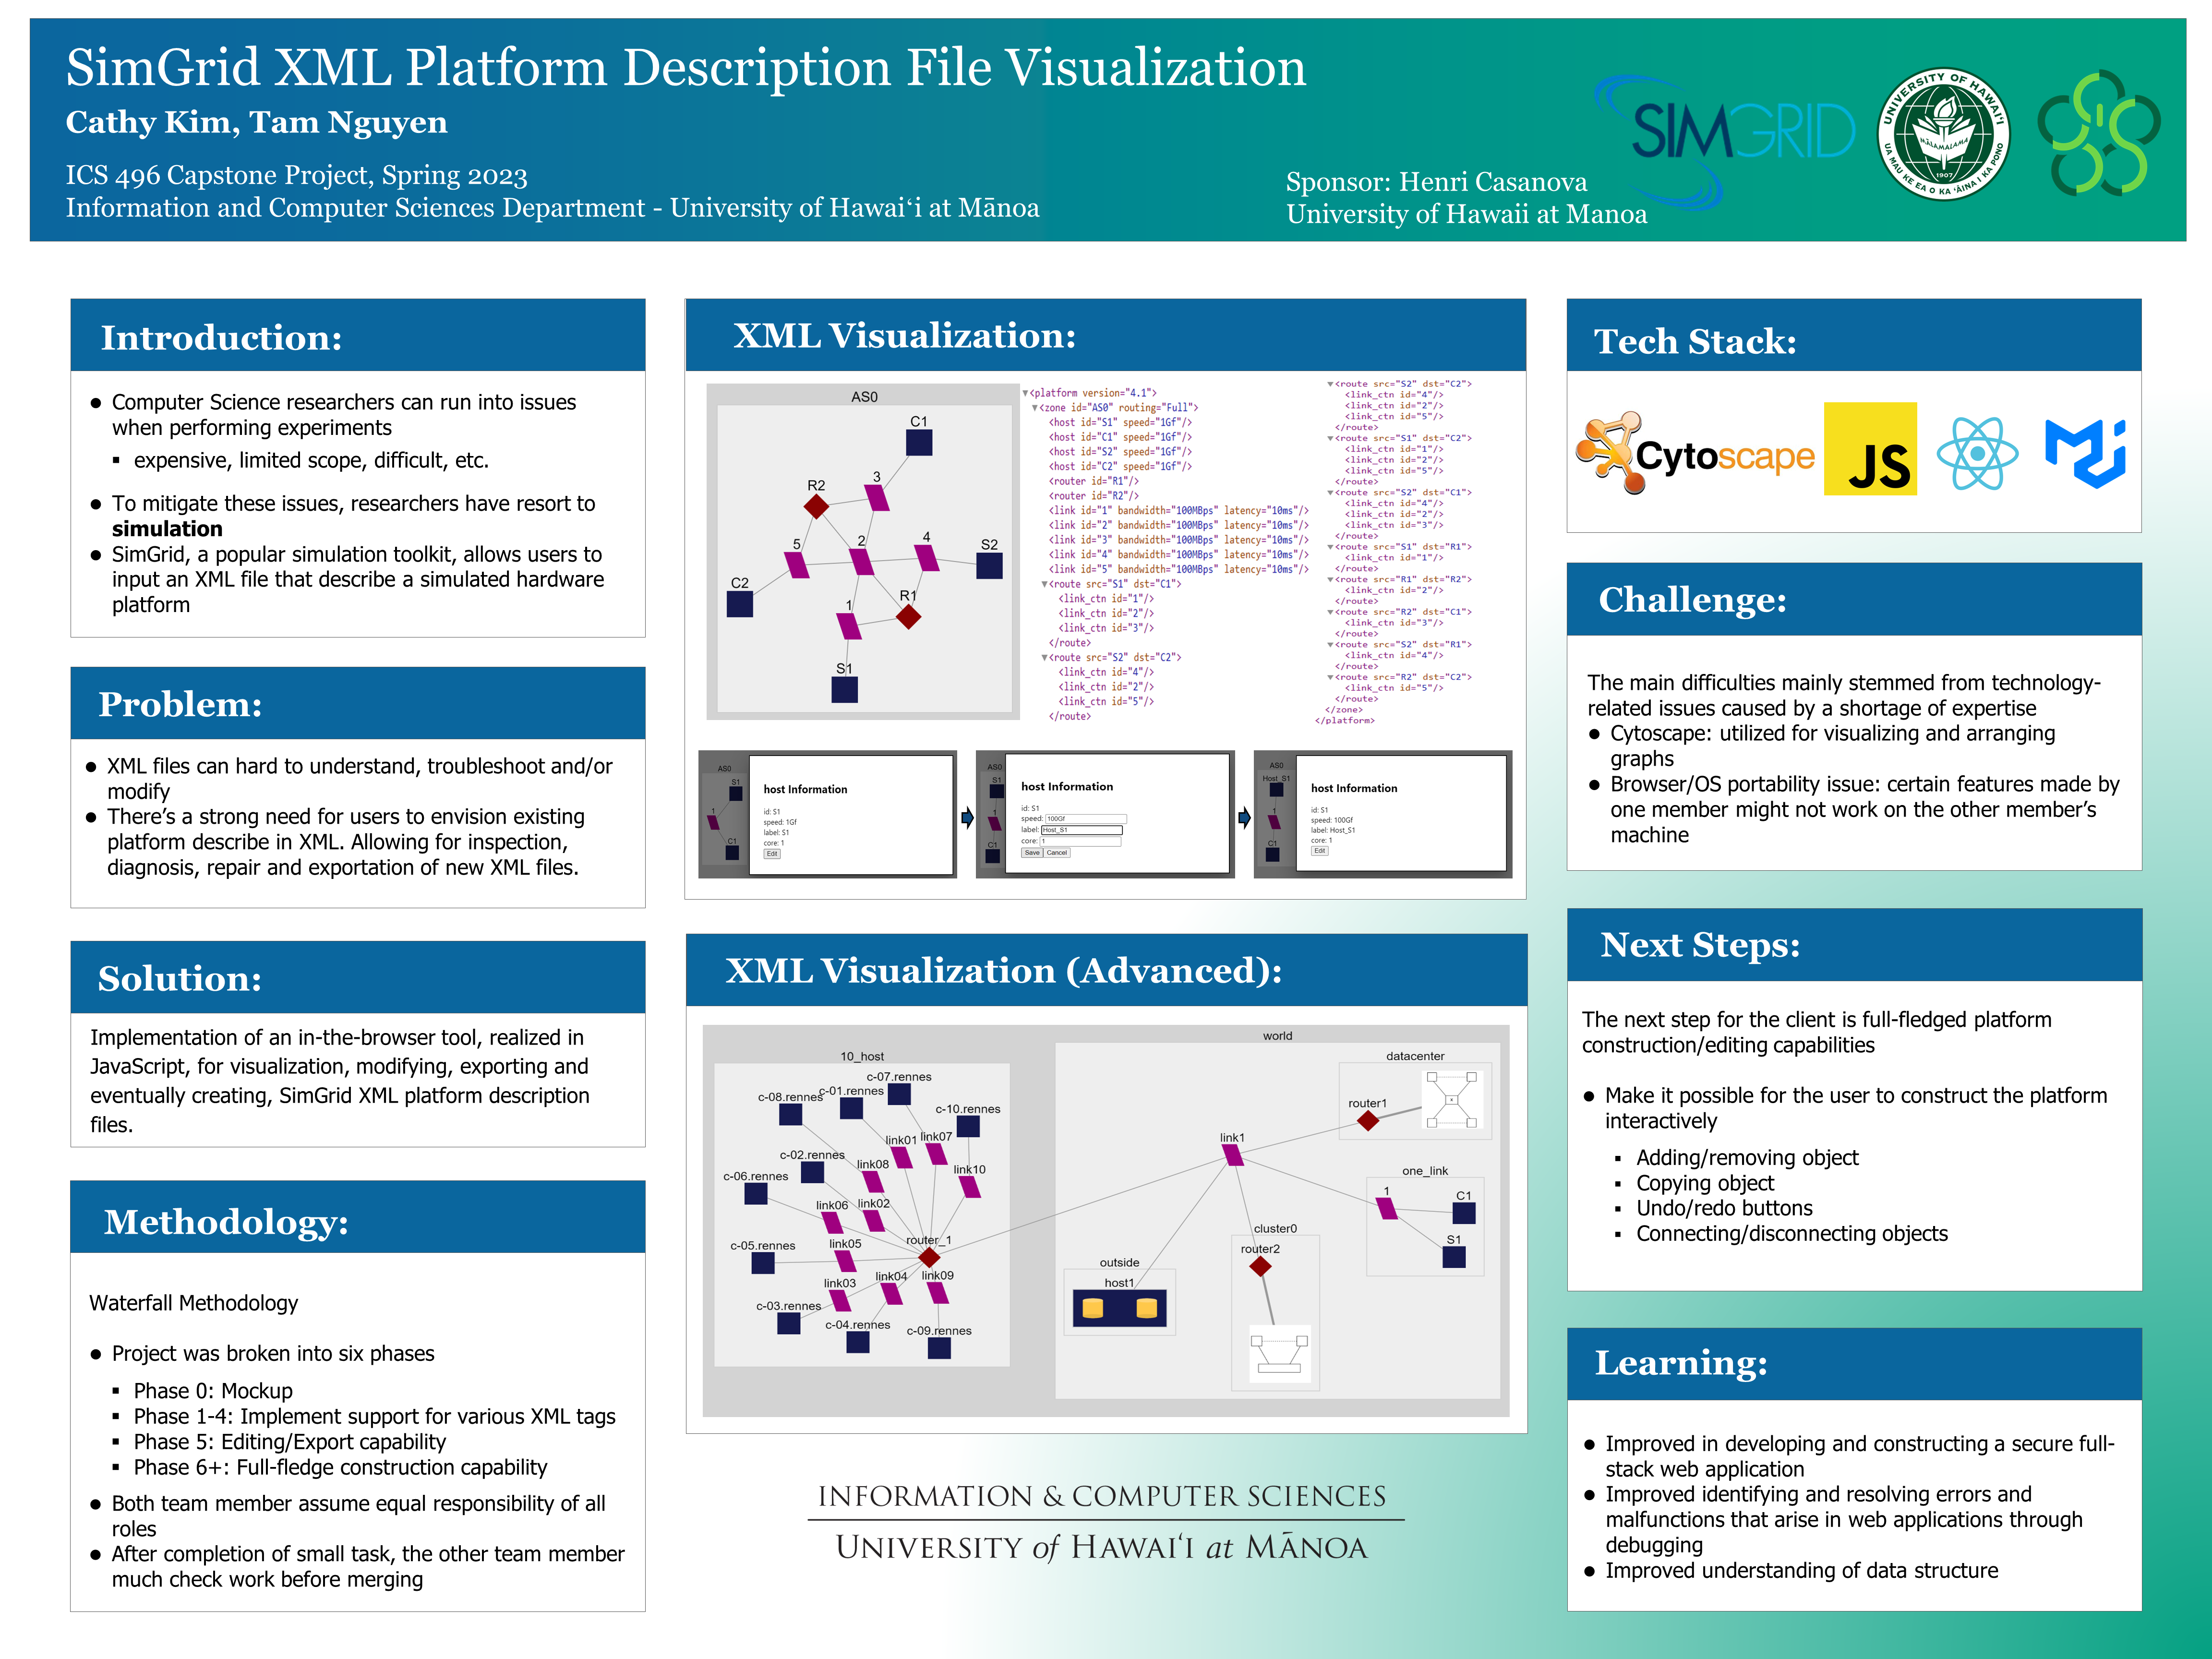 SimGrid XML Platform Description File Visualization
Cathy Kim, Tam Nguyen
ICS 496 Capstone Project, Spring 2023
Information and Computer Sciences Department - University of Hawaiʻi at Mānoa
Sponsor: Henri Casanova
University of Hawaii at Manoa
SIMGRID
UNIVERSITY OF HAWAIʻI
MĀLAMALAMA
1907
UA MAU KE EA O KA ʻĀINA I KA PONO
Introduction:
● Computer Science researchers can run into issues
when performing experiments
▪ expensive, limited scope, difficult, etc.
● To mitigate these issues, researchers have resort to
simulation
● SimGrid, a popular simulation toolkit, allows users to
input an XML file that describe a simulated hardware
platform
Problem:
● XML files can hard to understand, troubleshoot and/or
modify
● There’s a strong need for users to envision existing
platform describe in XML. Allowing for inspection,
diagnosis, repair and exportation of new XML files.
Solution:
Implementation of an in-the-browser tool, realized in
JavaScript, for visualization, modifying, exporting and
eventually creating, SimGrid XML platform description
files.
Methodology:
Waterfall Methodology
● Project was broken into six phases
▪ Phase 0: Mockup
▪ Phase 1-4: Implement support for various XML tags
▪ Phase 5: Editing/Export capability
▪ Phase 6+: Full-fledge construction capability
● Both team member assume equal responsibility of all
roles
● After completion of small task, the other team member
much check work before merging
XML Visualization:
AS0
C1
3
R2
5
2
4
S2
C2
R1
1
S1
▼<platform version="4.1">
▼<zone id="AS0" routing="Full">
<host id="S1" speed="1Gf"/>
<host id="C1" speed="1Gf"/>
<host id="S2" speed="1Gf"/>
<host id="C2" speed="1Gf"/>
<router id="R1"/>
<router id="R2"/>
<link id="1" bandwidth="100MBps" latency="10ms"/>
<link id="2" bandwidth="100MBps" latency="10ms"/>
<link id="3" bandwidth="100MBps" latency="10ms"/>
<link id="4" bandwidth="100MBps" latency="10ms"/>
<link id="5" bandwidth="100MBps" latency="10ms"/>
▼<route src="S1" dst="C1">
<link_ctn id="1"/>
<link_ctn id="2"/>
<link_ctn id="3"/>
</route>
▼<route src="S2" dst="C2">
<link_ctn id="4"/>
<link_ctn id="2"/>
<link_ctn id="5"/>
</route>
▼<route src="S2" dst="C2">
<link_ctn id="4"/>
<link_ctn id="2"/>
<link_ctn id="5"/>
</route>
▼<route src="S1" dst="C2">
<link_ctn id="1"/>
<link_ctn id="2"/>
<link_ctn id="5"/>
</route>
▼<route src="S2" dst="C1">
<link_ctn id="4"/>
<link_ctn id="2"/>
<link_ctn id="3"/>
</route>
▼<route src="S1" dst="R1">
<link_ctn id="1"/>
</route>
▼<route src="R1" dst="R2">
<link_ctn id="2"/>
</route>
▼<route src="R2" dst="C1">
<link_ctn id="3"/>
</route>
▼<route src="S2" dst="R1">
<link_ctn id="4"/>
</route>
▼<route src="R2" dst="C2">
<link_ctn id="5"/>
</route>
</zone>
</platform>
AS0
S1
1
C1
host Information
id: S1
speed: 1Gf
label: S1
core: 1
Edit
AS0
S1
1
C1
host Information
id: S1
speed: 100Gf
label: Host_S1
core: 1
Save Cancel
AS0
Host_S1
1
C1
host Information
id: S1
speed: 100Gf
label: Host_S1
core: 1
Edit
XML Visualization (Advanced):
10_host
c-07.rennes
c-01.rennes
c-08.rennes
c-10.rennes
link01
link07
c-02.rennes
link08
link10
c-06.rennes
link06
link02
c-05.rennes
link05
router_1
link03
link04
link09
c-03.rennes
c-04.rennes
c-09.rennes
world
datacenter
router1
link1
one_link
1
C1
S1
cluster0
router2
outside
host1
INFORMATION & COMPUTER SCIENCES
UNIVERSITY of HAWAIʻI at MĀNOA
Tech Stack:
Cytoscape
JS
Challenge:
The main difficulties mainly stemmed from technology-
related issues caused by a shortage of expertise
● Cytoscape: utilized for visualizing and arranging
graphs
● Browser/OS portability issue: certain features made by
one member might not work on the other member’s
machine
Next Steps:
The next step for the client is full-fledged platform
construction/editing capabilities
● Make it possible for the user to construct the platform
interactively
▪ Adding/removing object
▪ Copying object
▪ Undo/redo buttons
▪ Connecting/disconnecting objects
Learning:
● Improved in developing and constructing a secure full-
stack web application
● Improved identifying and resolving errors and
malfunctions that arise in web applications through
debugging
● Improved understanding of data structure